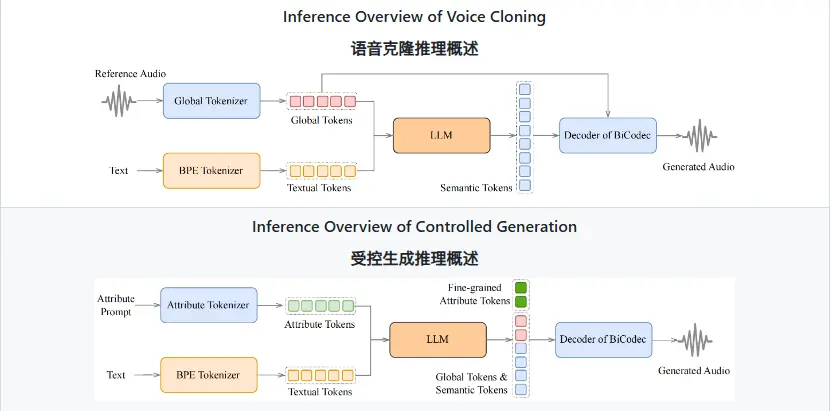 Inference Overview of Voice Cloning
语音克隆推理概述
Reference Audio
Global Tokenizer
Global Tokens
LLM
Decoder of BiCodec
Generated Audio
Text
BPE Tokenizer
Textual Tokens
Semantic Tokens
Inference Overview of Controlled Generation
受控生成推理概述
Attribute
Prompt
Attribute Tokenizer
Attribute Tokens
Fine-grained
Attribute Tokens
LLM
Decoder of BiCodec
Generated Audio
Text
BPE Tokenizer
Textual Tokens
Global Tokens &
Semantic Tokens